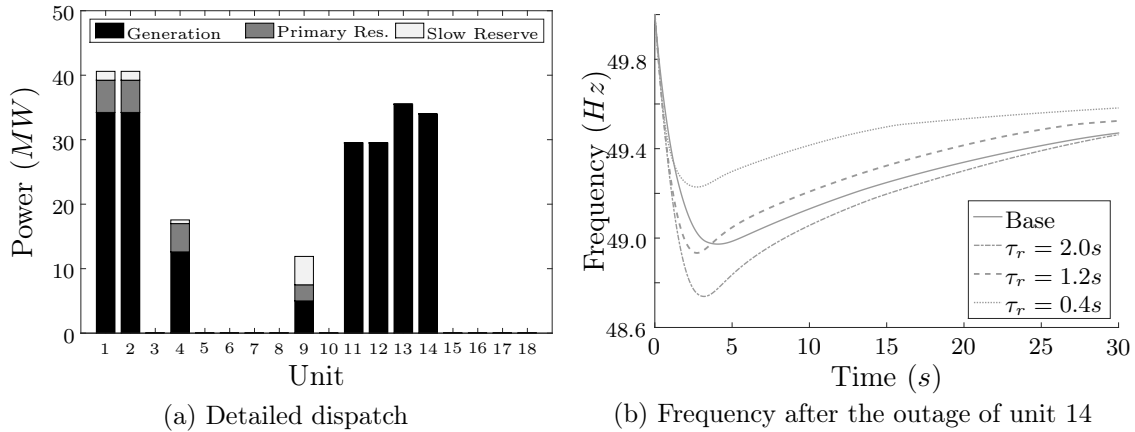 50
40
30
20
10
0
Power (MW)
Generation
Primary Res.
Slow Reserve
1 2 3 4 5 6 7 8 9 10 11 12 13 14 15 16 17 18
Unit
(a) Detailed dispatch
49.8
49.4
49.0
48.6
Frequency (Hz)
Base
τr = 2.0s
τr = 1.2s
τr = 0.4s
0 5 10 15 20 25 30
Time (s)
(b) Frequency after the outage of unit 14